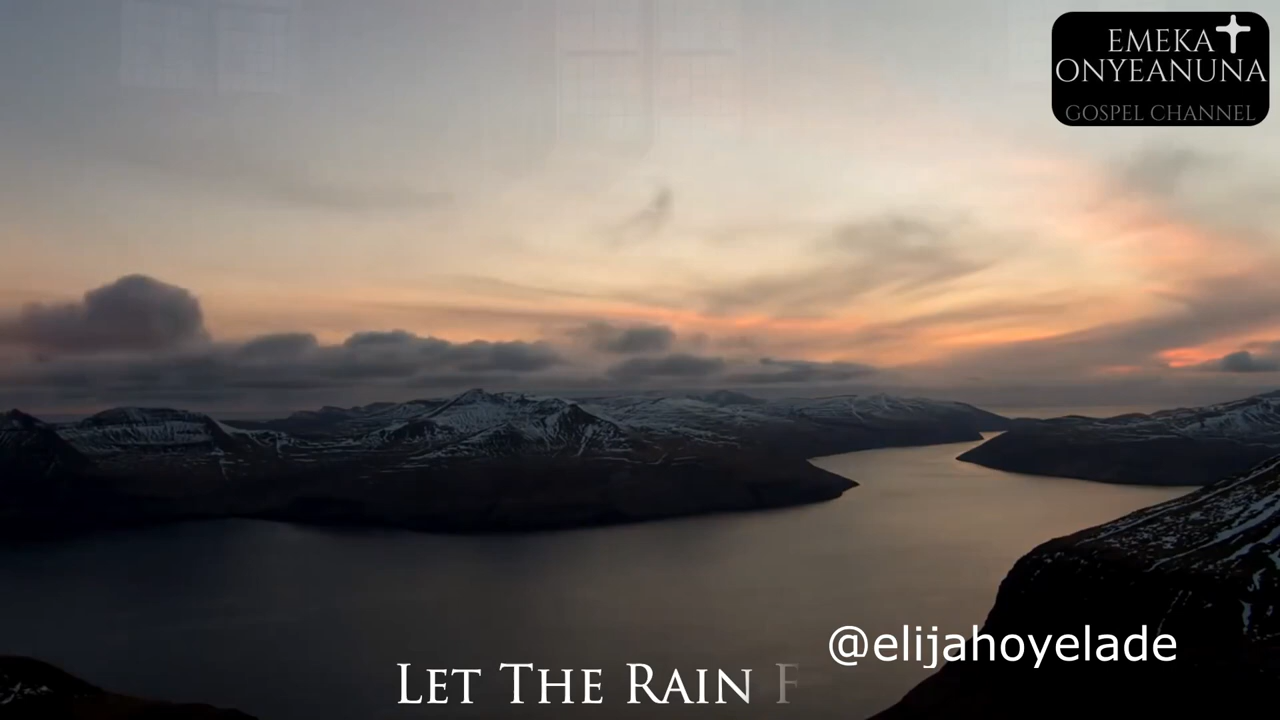 EMEKA
ONYEANUNA
GOSPEL CHANNEL
@elijahoyelade
LET THE RAIN F